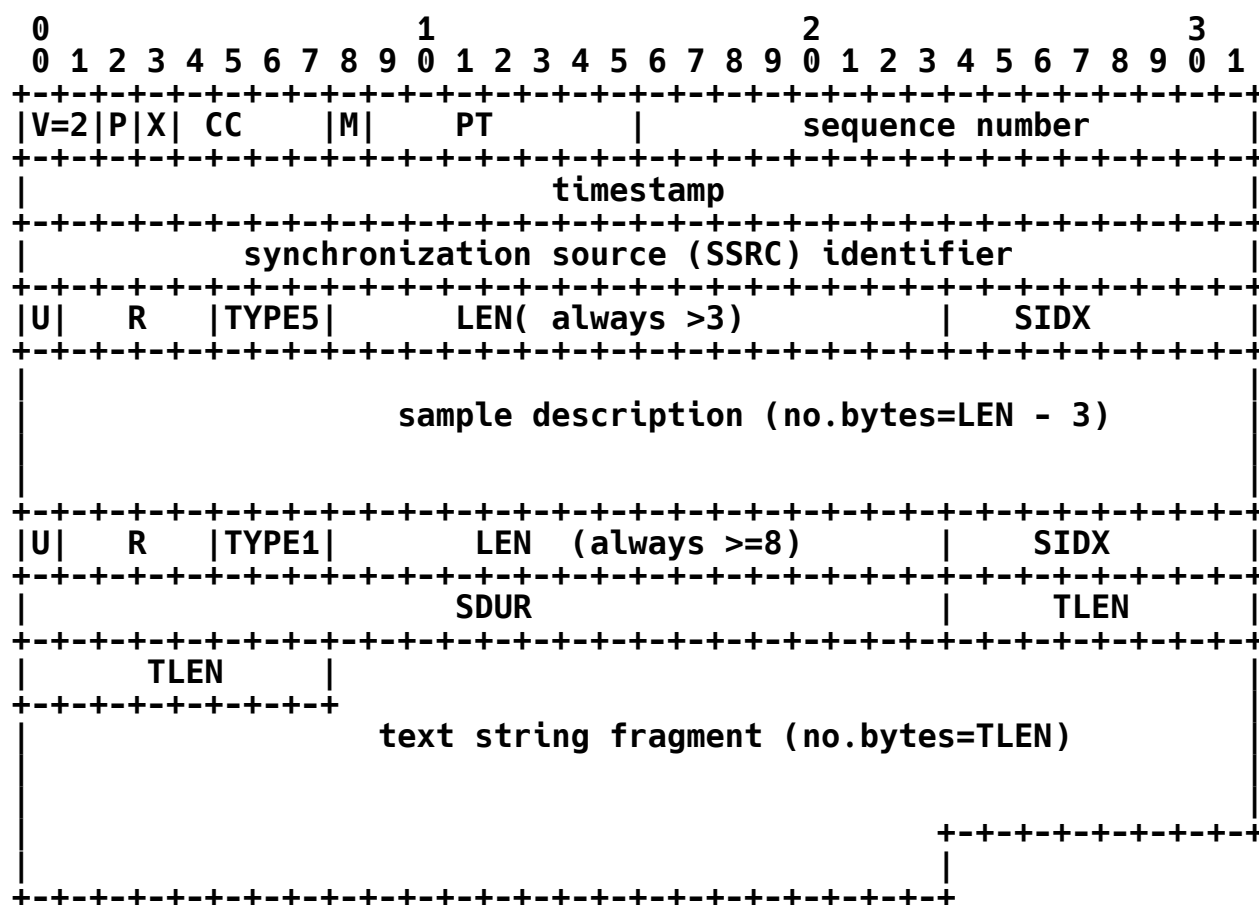 0                   1                   2                   3
 0 1 2 3 4 5 6 7 8 9 0 1 2 3 4 5 6 7 8 9 0 1 2 3 4 5 6 7 8 9 0 1
+-+-+-+-+-+-+-+-+-+-+-+-+-+-+-+-+-+-+-+-+-+-+-+-+-+-+-+-+-+-+-+-+
|V=2|P|X| CC    |M|    PT       |        sequence number        |
+-+-+-+-+-+-+-+-+-+-+-+-+-+-+-+-+-+-+-+-+-+-+-+-+-+-+-+-+-+-+-+-+
|                           timestamp                           |
+-+-+-+-+-+-+-+-+-+-+-+-+-+-+-+-+-+-+-+-+-+-+-+-+-+-+-+-+-+-+-+-+
|           synchronization source (SSRC) identifier            |
+-+-+-+-+-+-+-+-+-+-+-+-+-+-+-+-+-+-+-+-+-+-+-+-+-+-+-+-+-+-+-+-+
|U|   R   |TYPE5|      LEN( always >3)          |   SIDX        |
+-+-+-+-+-+-+-+-+-+-+-+-+-+-+-+-+-+-+-+-+-+-+-+-+-+-+-+-+-+-+-+-+
|                                                               |
|                   sample description (no.bytes=LEN - 3)       |
|                                                               |
|                                                               |
+-+-+-+-+-+-+-+-+-+-+-+-+-+-+-+-+-+-+-+-+-+-+-+-+-+-+-+-+-+-+-+-+
|U|   R   |TYPE1|       LEN  (always >=8)       |    SIDX       |
+-+-+-+-+-+-+-+-+-+-+-+-+-+-+-+-+-+-+-+-+-+-+-+-+-+-+-+-+-+-+-+-+
|                      SDUR                     |     TLEN      |
+-+-+-+-+-+-+-+-+-+-+-+-+-+-+-+-+-+-+-+-+-+-+-+-+-+-+-+-+-+-+-+-+
|      TLEN     |                                               |
+-+-+-+-+-+-+-+-+                                               |
|                  text string fragment (no.bytes=TLEN)         |
|                                                               |
|                                                               |
|                                               +-+-+-+-+-+-+-+-+
|                                               |
+-+-+-+-+-+-+-+-+-+-+-+-+-+-+-+-+-+-+-+-+-+-+-+-+